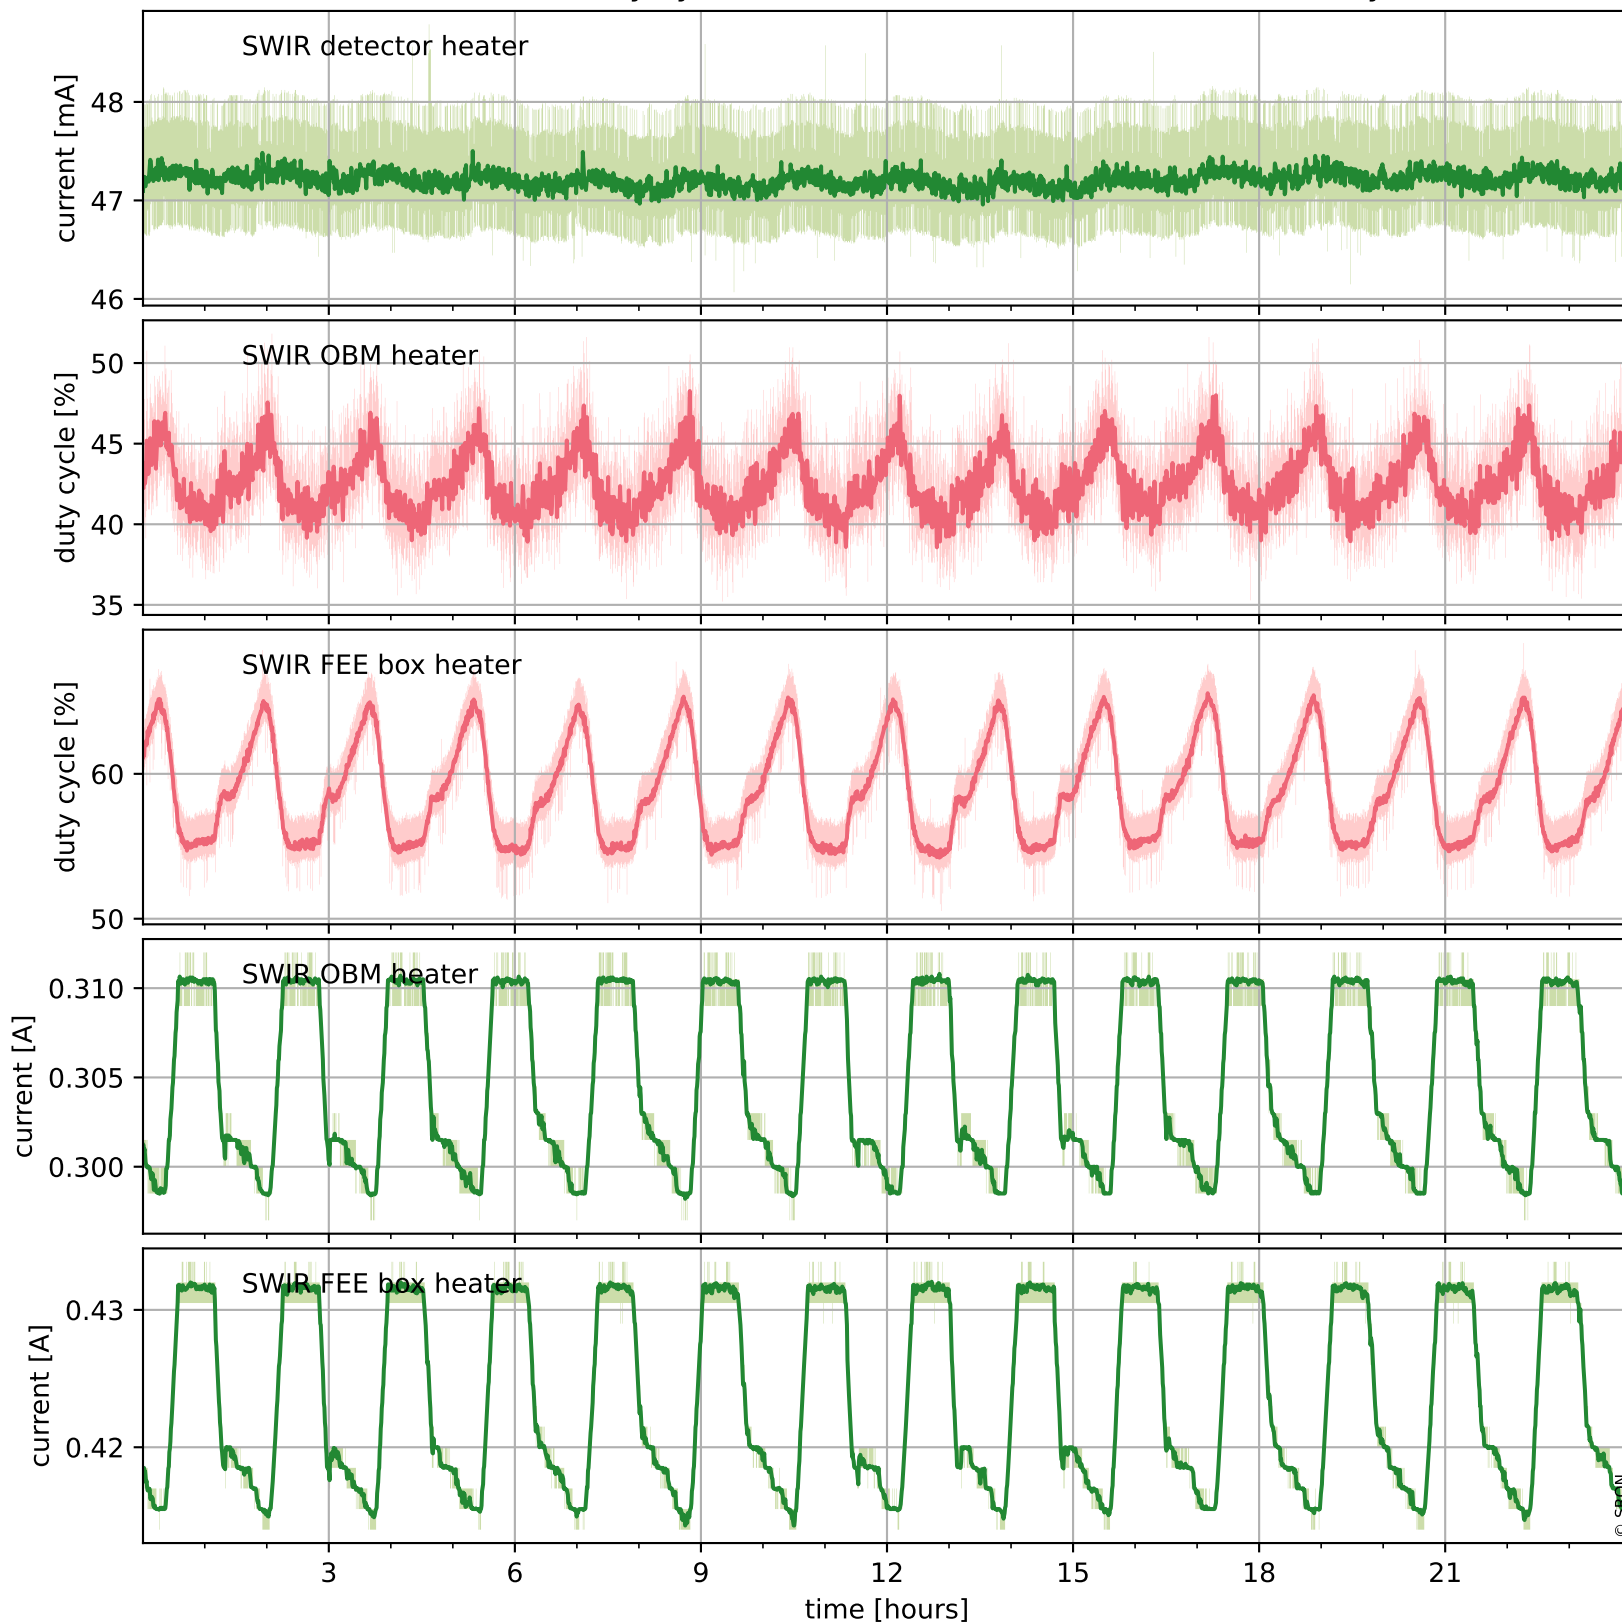 SWIR detector heater
current [mA]
48
47
46
SWIR OBM heater
duty cycle [%]
50
45
40
35
SWIR FEE box heater
duty cycle [%]
60
50
SWIR OBM heater
current [A]
0.310
0.305
0.300
SWIR FEE box heater
current [A]
0.43
0.42
© SRON
3 6 9 12 15 18 21
time [hours]